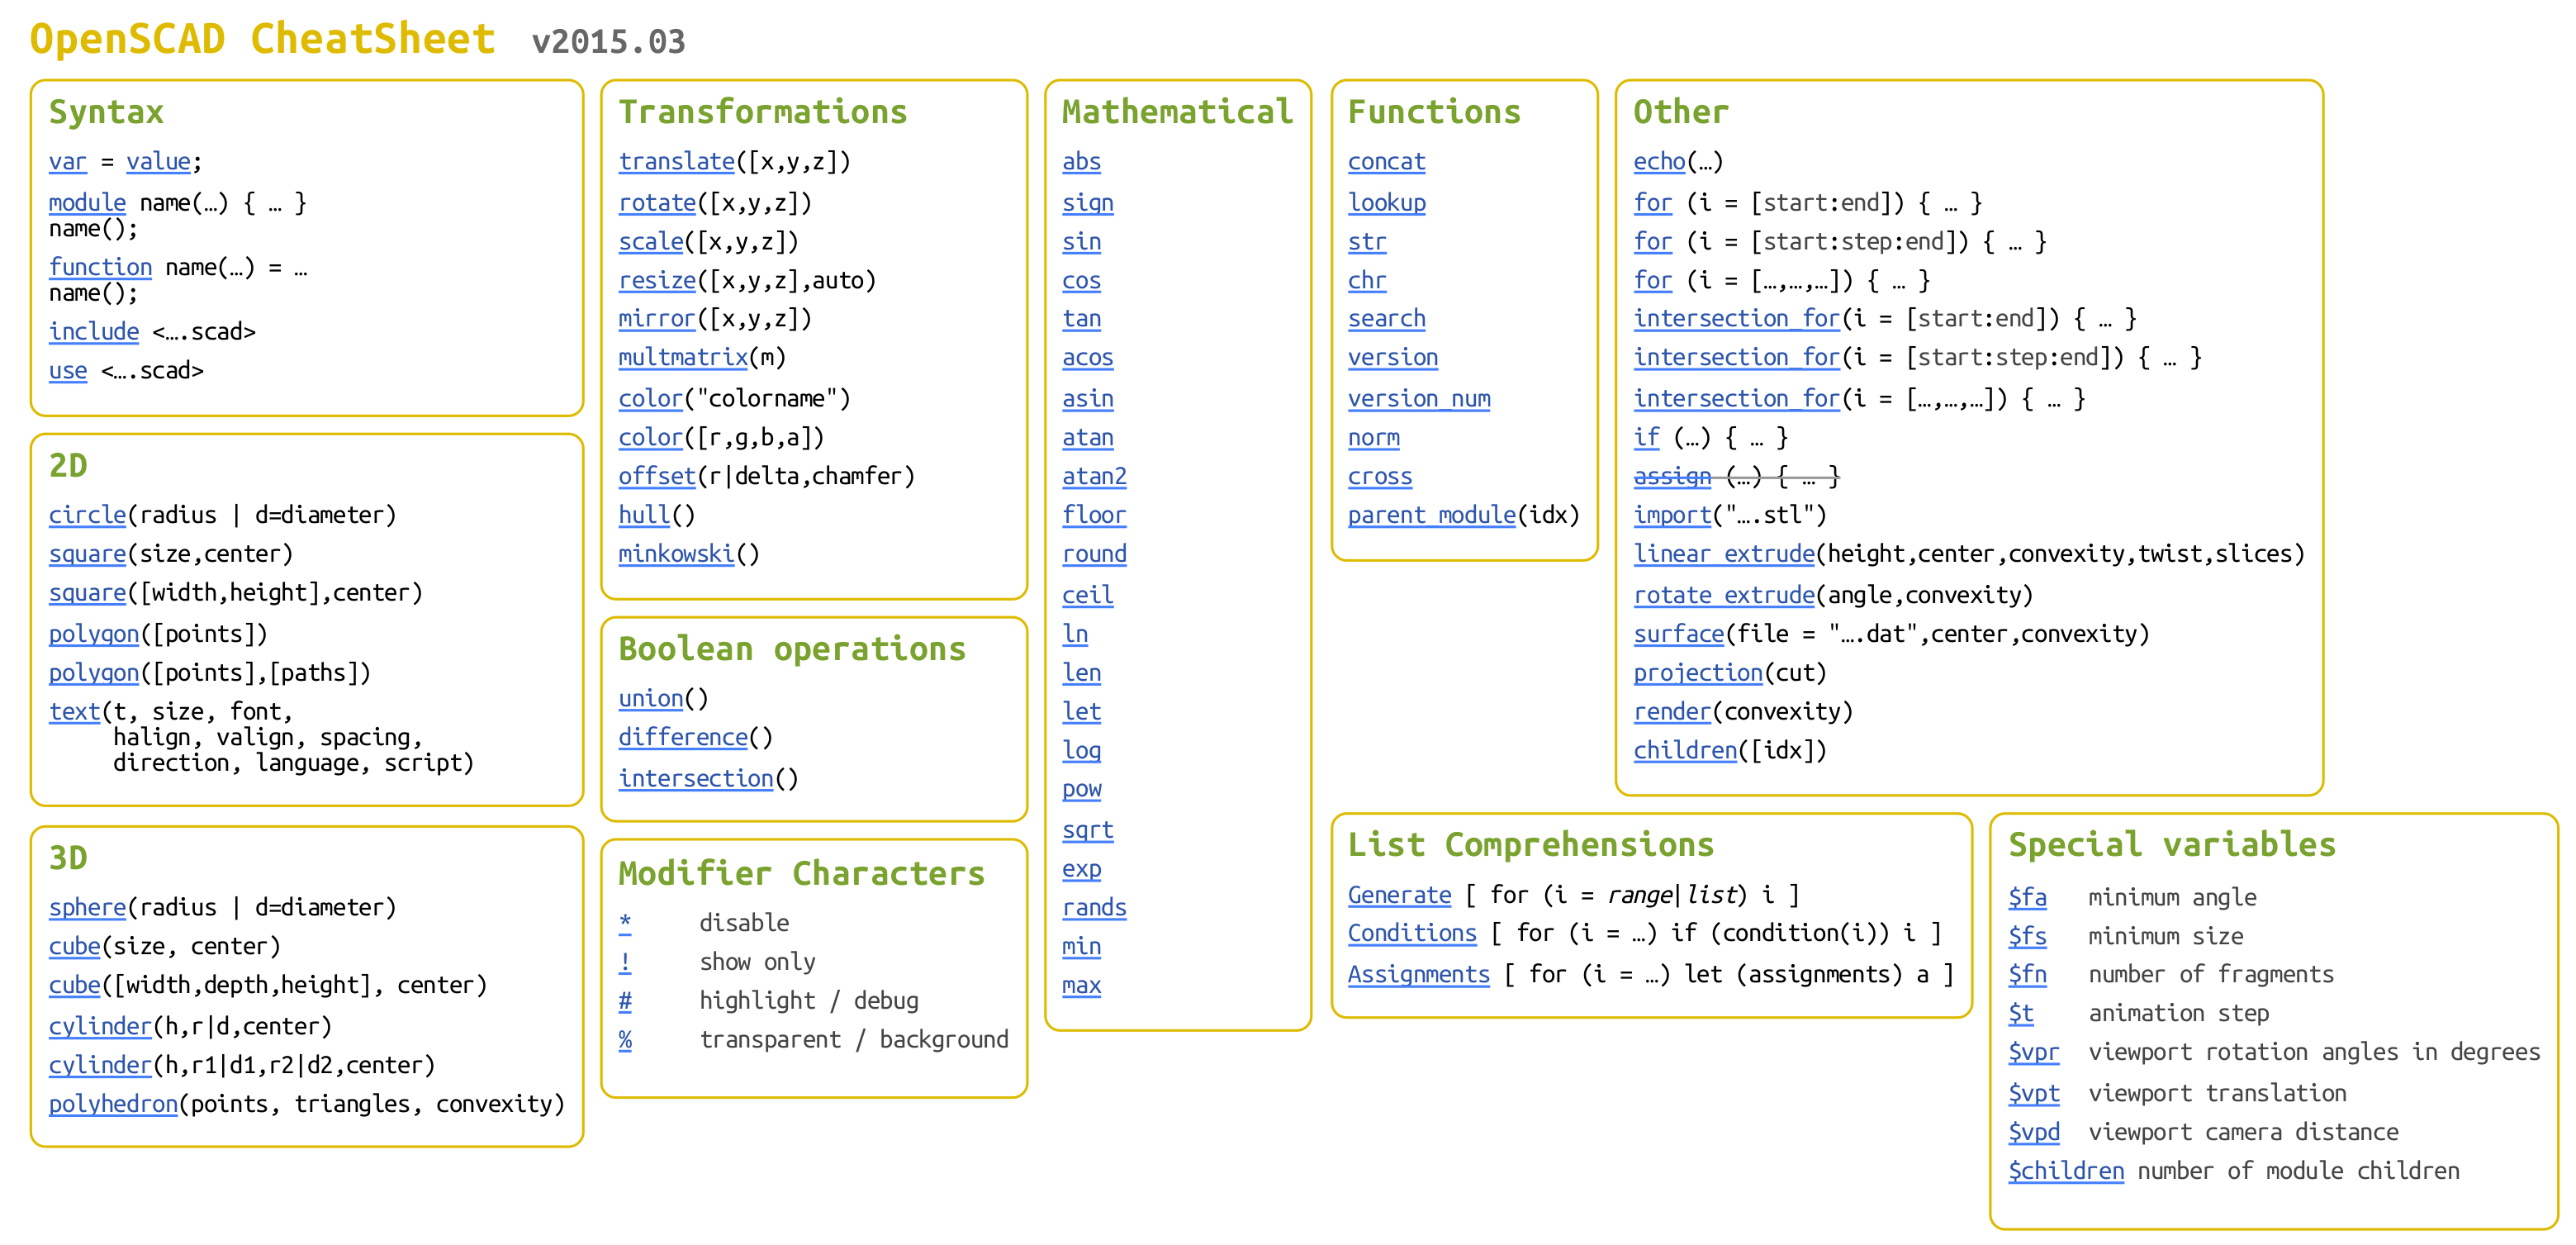 OpenSCAD CheatSheet v2015.03
Syntax
var = value;
module name(…) { … }
name();
function name(…) = …
name();
include <….scad>
use <….scad>
2D
circle(radius | d=diameter)
square(size,center)
square([width,height],center)
polygon([points])
polygon([points],[paths])
text(t, size, font,
halign, valign, spacing,
direction, language, script)
3D
sphere(radius | d=diameter)
cube(size, center)
cube([width,depth,height], center)
cylinder(h,r|d,center)
cylinder(h,r1|d1,r2|d2,center)
polyhedron(points, triangles, convexity)
Transformations
translate([x,y,z])
rotate([x,y,z])
scale([x,y,z])
resize([x,y,z],auto)
mirror([x,y,z])
multmatrix(m)
color("colorname")
color([r,g,b,a])
offset(r|delta,chamfer)
hull()
minkowski()
Boolean operations
union()
difference()
intersection()
Modifier Characters
* disable
! show only
# highlight / debug
% transparent / background
Mathematical
abs
sign
sin
cos
tan
acos
asin
atan
atan2
floor
round
ceil
ln
len
let
log
pow
sqrt
exp
rands
min
max
Functions
concat
lookup
str
chr
search
version
version_num
norm
cross
parent_module(idx)
Other
echo(…)
for (i = [start:end]) { … }
for (i = [start:step:end]) { … }
for (i = […,…,…]) { … }
intersection_for(i = [start:end]) { … }
intersection_for(i = [start:step:end]) { … }
intersection_for(i = […,…,…]) { … }
if (…) { … }
assign (…) { … }
import("….stl")
linear_extrude(height,center,convexity,twist,slices)
rotate_extrude(angle,convexity)
surface(file = "….dat",center,convexity)
projection(cut)
render(convexity)
children([idx])
List Comprehensions
Generate [ for (i = range|list) i ]
Conditions [ for (i = …) if (condition(i)) i ]
Assignments [ for (i = …) let (assignments) a ]
Special variables
$fa minimum angle
$fs minimum size
$fn number of fragments
$t animation step
$vpr viewport rotation angles in degrees
$vpt viewport translation
$vpd viewport camera distance
$children number of module children